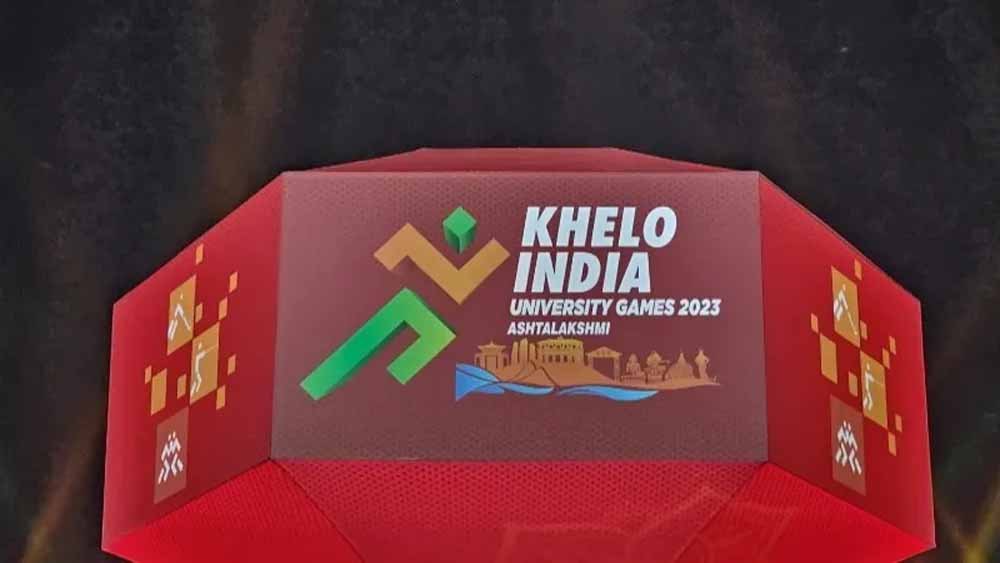 KHELO
INDIA
UNIVERSITY GAMES 2023
ASHTALAKSHMI